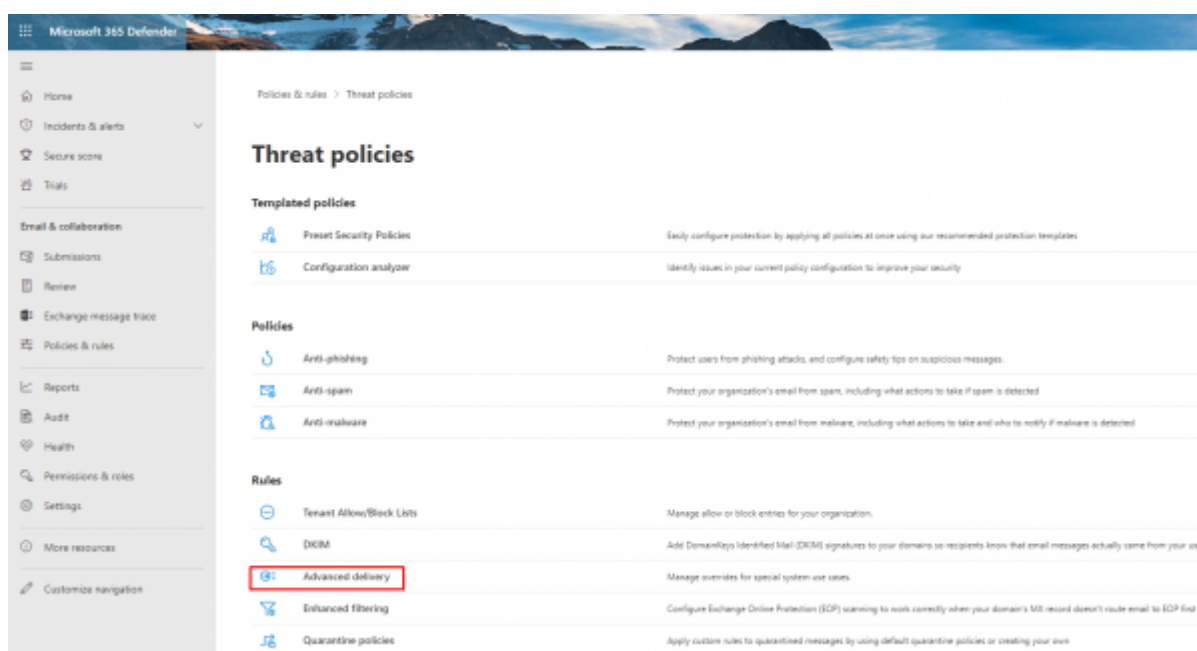 Microsoft 365 Defender
Home
Incidents & alerts
Secure score
Trials
Email & collaboration
Submissions
Review
Exchange message trace
Policies & rules
Reports
Audit
Health
Permissions & roles
Settings
More resources
Customize navigation
Policies & rules > Threat policies
Threat policies
Templated policies
Preset Security Policies Easily configure protection by applying all policies at once using our recommended protection templates
Configuration analyzer Identify issues in your current policy configuration to improve your security
Policies
Anti-phishing Protect users from phishing attacks, and configure safety tips on suspicious messages.
Anti-spam Protect your organization's email from spam, including what actions to take if spam is detected
Anti-malware Protect your organization's email from malware, including what actions to take and who to notify if malware is detected
Rules
Tenant Allow/Block Lists Manage allow or block entries for your organization.
DKIM Add DomainKeys Identified Mail (DKIM) signatures to your domains so recipients know that email messages actually came from your us
Advanced delivery Manage overrides for special system use cases.
Enhanced filtering Configure Exchange Online Protection (EOP) scanning to work correctly when your domain's MX record doesn't route email to EOP first
Quarantine policies Apply custom rules to quarantined messages by using default quarantine policies or creating your own